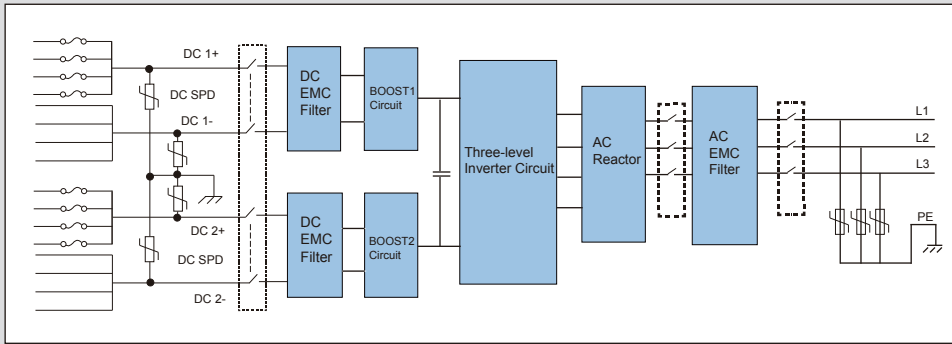 DC 1+
DC SPD
DC 1-
DC
EMC
Filter
BOOST1
Circuit
Three-level
Inverter Circuit
AC
Reactor
AC
EMC
Filter
L1
L2
L3
PE
DC 2+
DC SPD
DC 2-
DC
EMC
Filter
BOOST2
Circuit